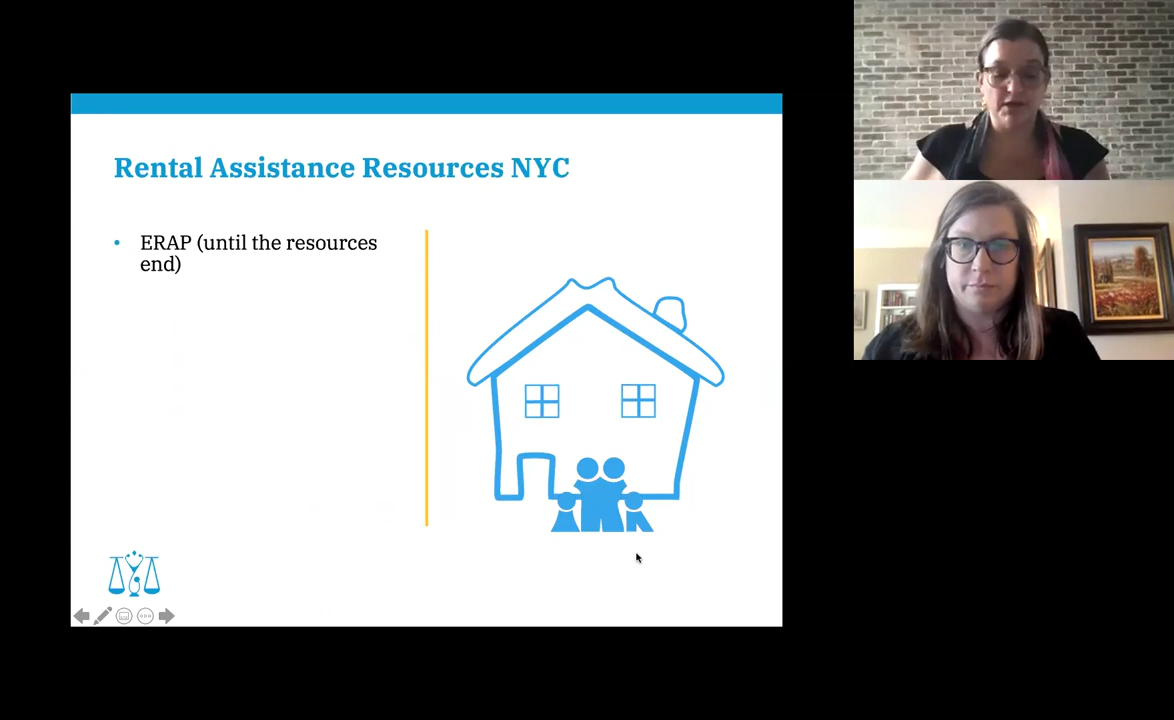 Rental Assistance Resources NYC
• ERAP (until the resources
end)